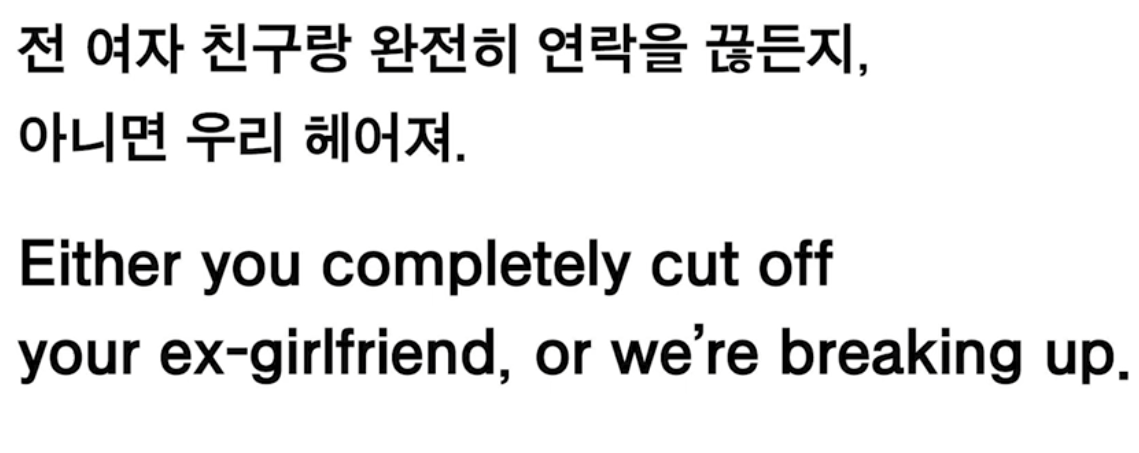 전 여자 친구랑 완전히 연락을 끊든지,
아니면 우리 헤어져.
Either you completely cut off
your ex-girlfriend, or we’re breaking up.